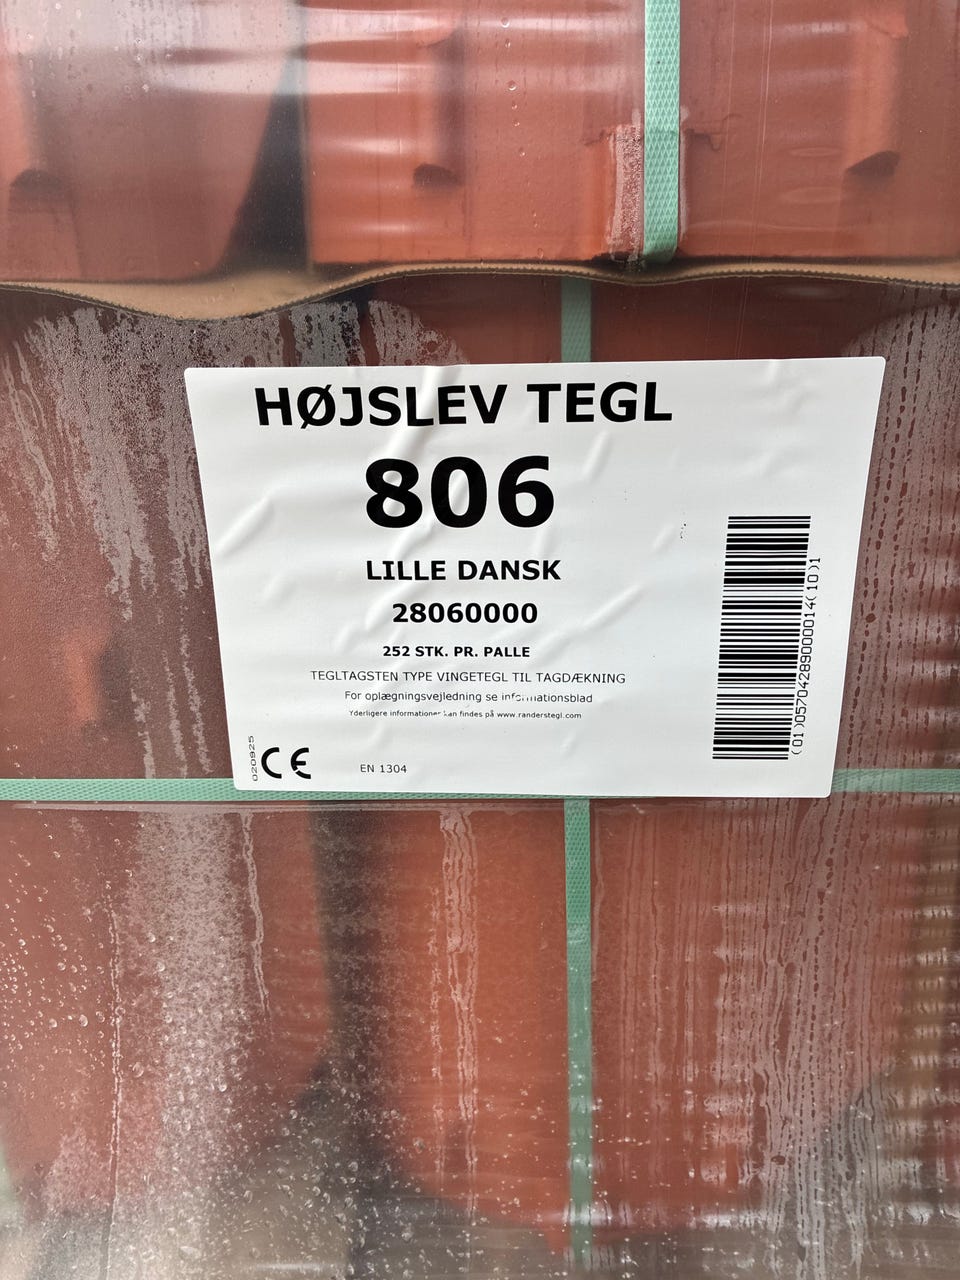 HØJSLEV TEGL
806
LILLE DANSK
28060000
252 STK. PR. PALLE
TEGLTAGSTEN TYPE VINGETEGL TIL TAGDÆKNING
For oplægningsvejledning se informationsblad
Yderligere informationer kan findes på www.randerstegl.com
020925
CE
EN 1304
(01)05704289000014(10)1